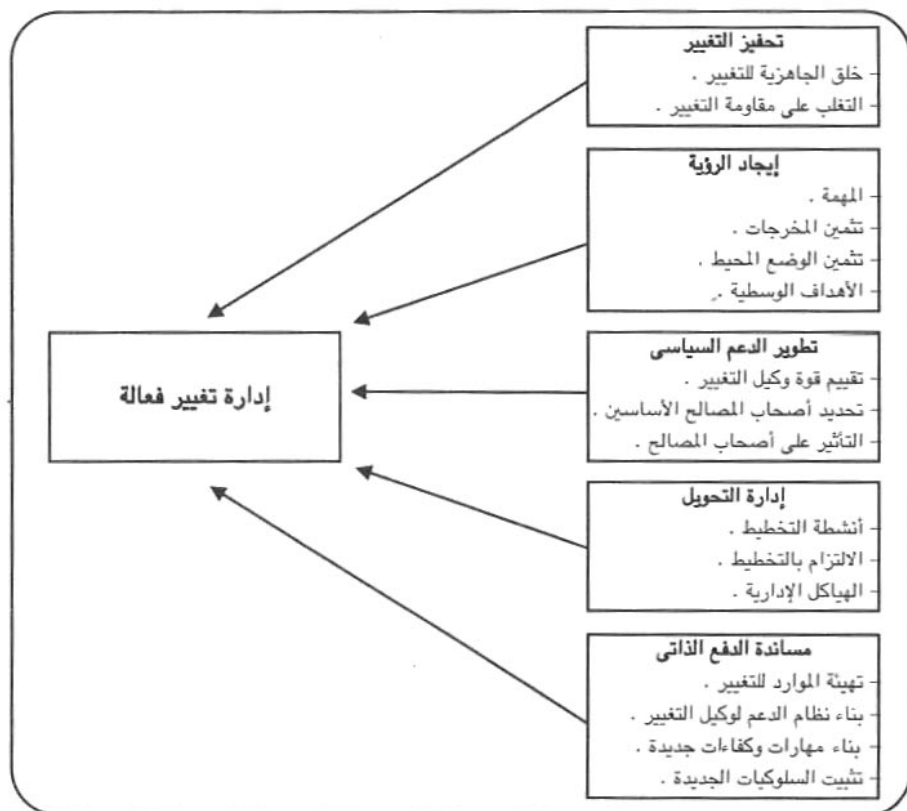 تحفيز التغيير
- خلق الجاهزية للتغيير .
- التغلب على مقاومة التغيير .
إيجاد الرؤية
- المهمة .
- تثمين المخرجات .
- تثمين الوضع المحيط .
- الأهداف الوسطية .
إدارة تغيير فعالة
تطوير الدعم السياسى
- تقييم قوة وكيل التغيير .
- تحديد أصحاب المصالح الأساسين .
- التأثير على أصحاب المصالح .
إدارة التحويل
- أنشطة التخطيط .
- الالتزام بالتخطيط .
- الهياكل الإدارية .
مساندة الدفع الذاتى
- تهيئة الموارد للتغيير .
- بناء نظام الدعم لوكيل التغيير .
- بناء مهارات وكفاءات جديدة .
- تثبيت السلوكيات الجديدة .